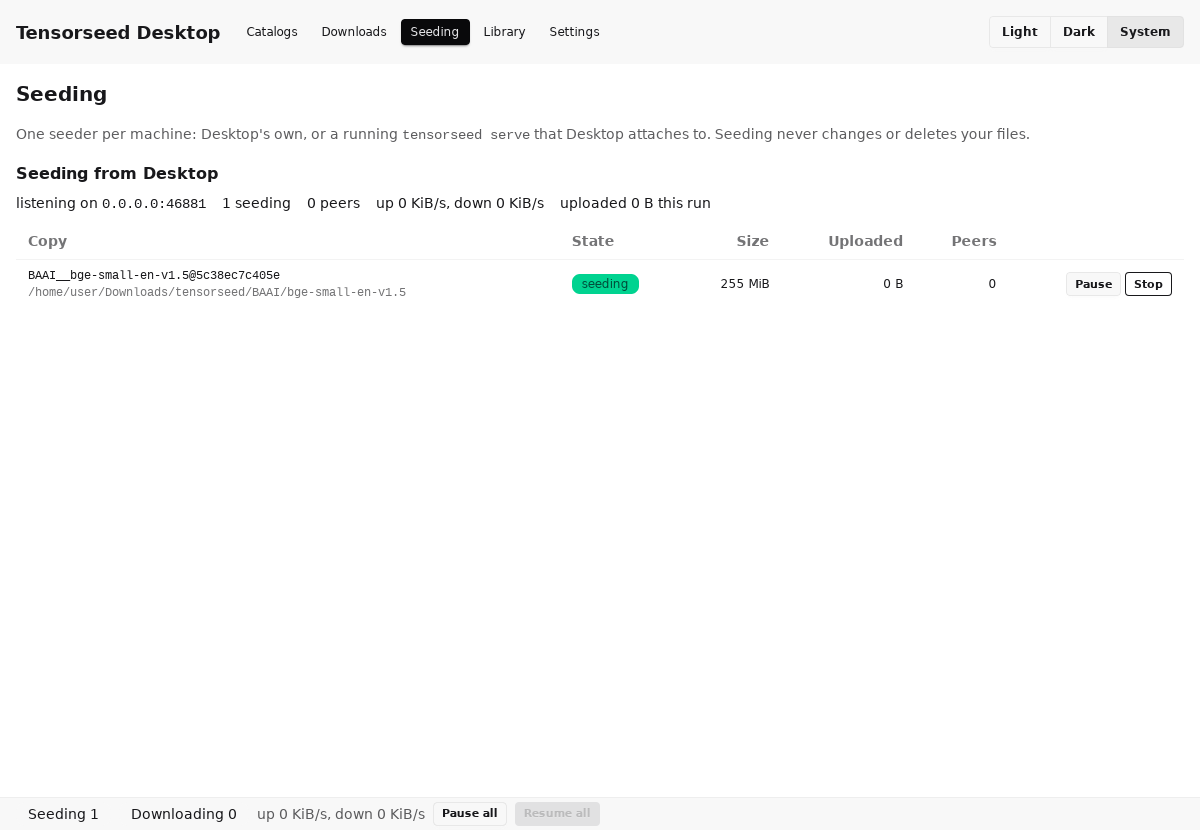 Tensorseed Desktop Catalogs Downloads Seeding Library Settings Light Dark System
Seeding
One seeder per machine: Desktop's own, or a running tensorseed serve that Desktop attaches to. Seeding never changes or deletes your files.
Seeding from Desktop
listening on 0.0.0.0:46881 1 seeding 0 peers up 0 KiB/s, down 0 KiB/s uploaded 0 B this run
Copy State Size Uploaded Peers
BAAI__bge-small-en-v1.5@5c38ec7c405e
/home/user/Downloads/tensorseed/BAAI/bge-small-en-v1.5
seeding 255 MiB 0 B 0 Pause Stop
Seeding 1 Downloading 0 up 0 KiB/s, down 0 KiB/s Pause all Resume all